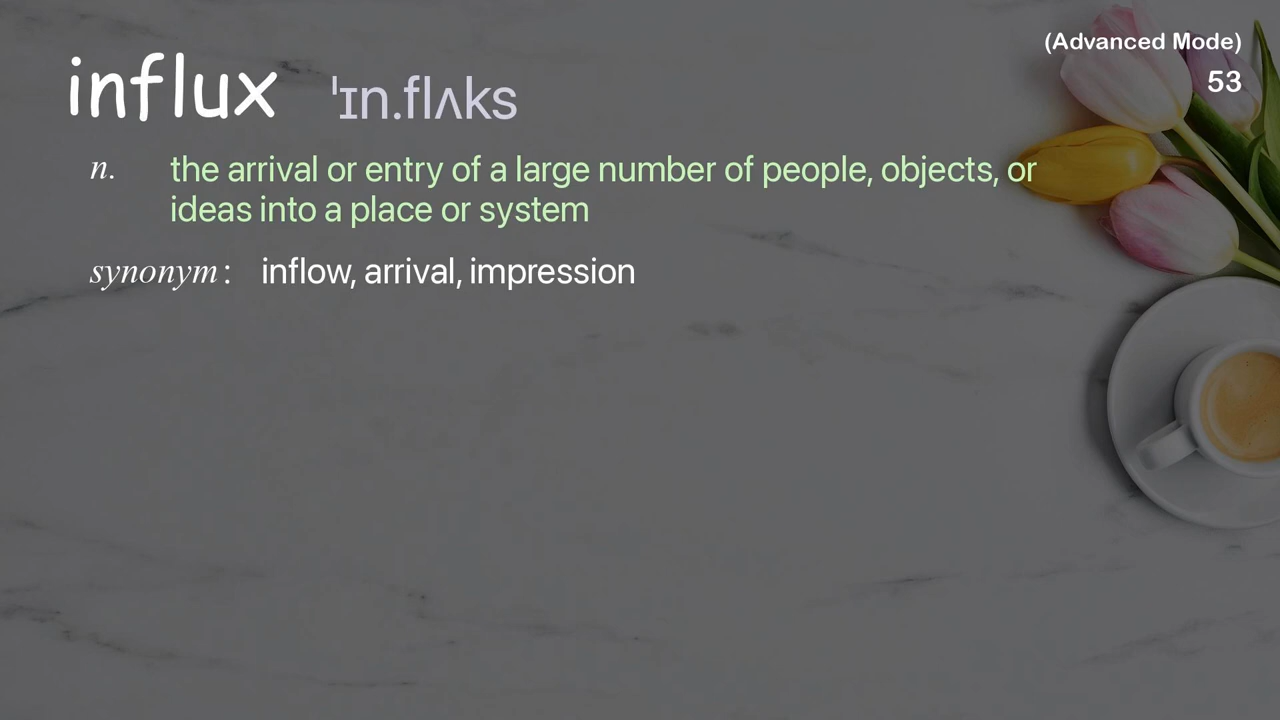 (Advanced Mode)
53
influx ˈɪn.flʌks
n. the arrival or entry of a large number of people, objects, or
ideas into a place or system
synonym: inflow, arrival, impression